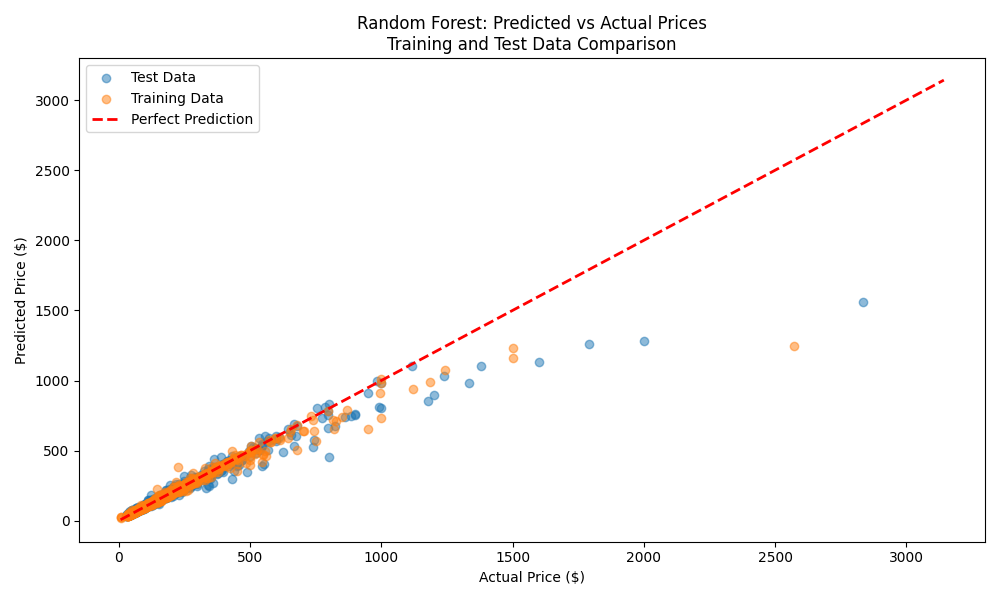 Random Forest: Predicted vs Actual Prices
Training and Test Data Comparison
Test Data
Training Data
Perfect Prediction
Predicted Price ($)
3000
2500
2000
1500
1000
500
0
0 500 1000 1500 2000 2500 3000
Actual Price ($)